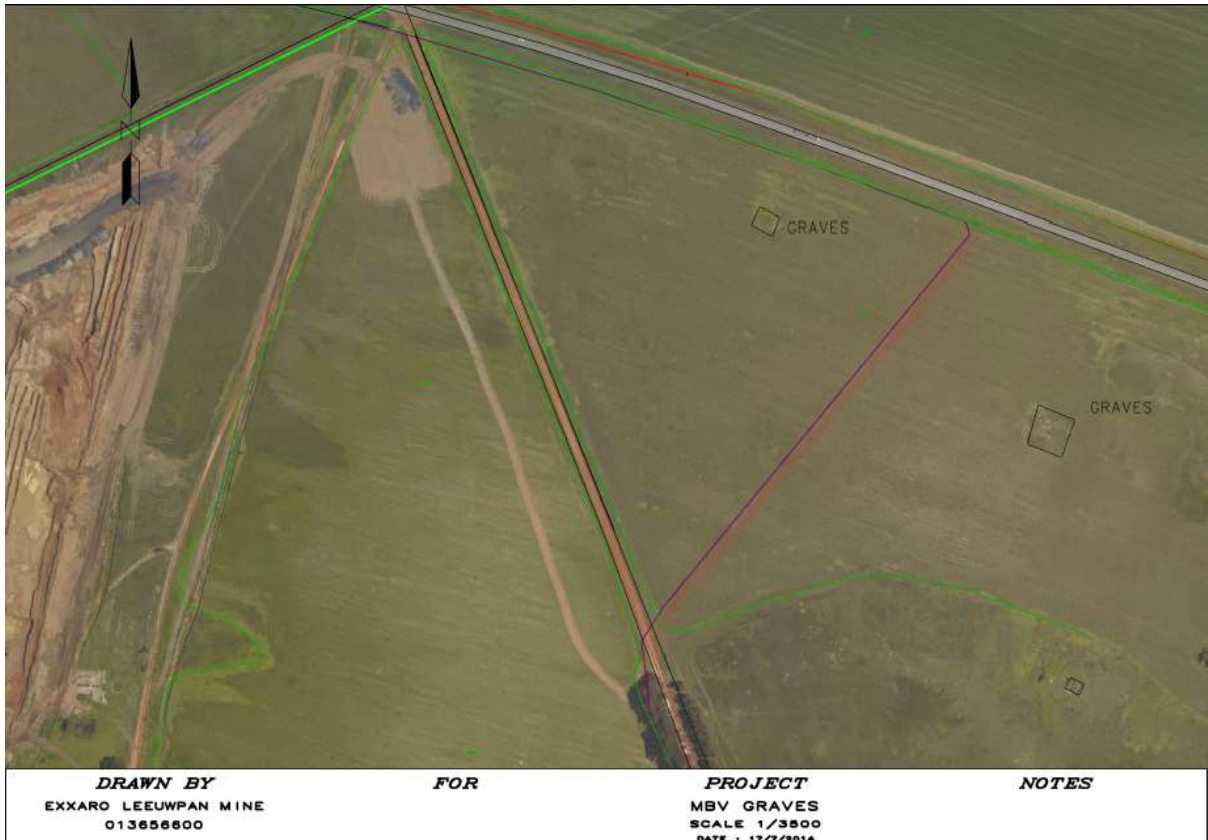 GRAVES
GRAVES
DRAWN BY
EXXARO LEEUWPAN MINE
013656600
FOR
PROJECT
MBV GRAVES
SCALE 1/3500
NOTES